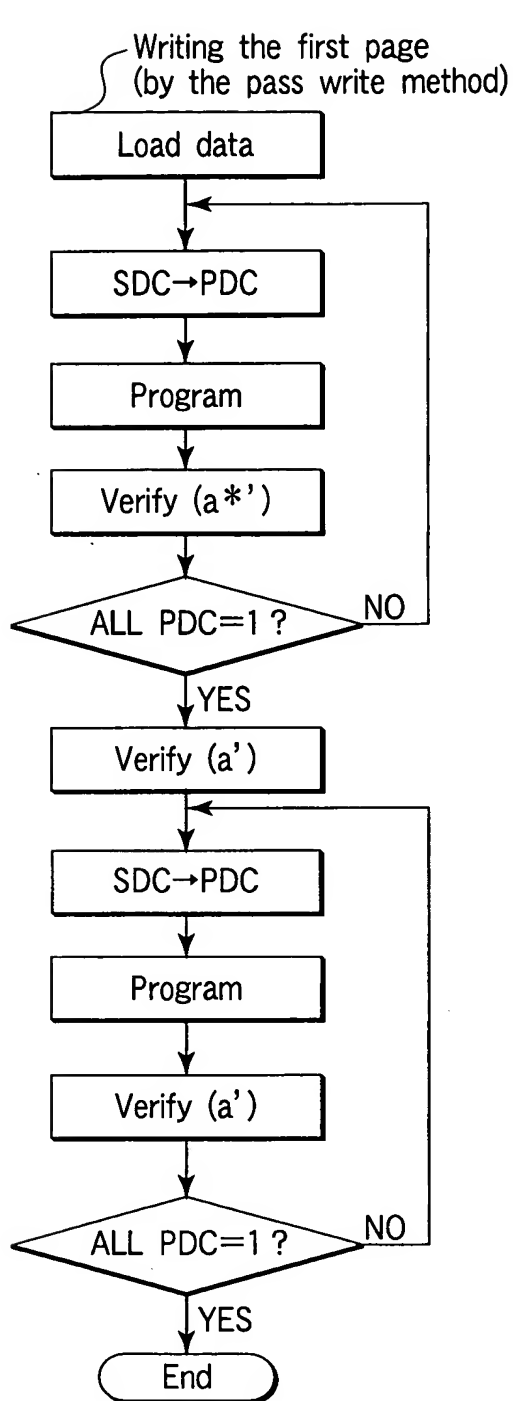 Writing the first page
(by the pass write method)
Load data
SDC→PDC
Program
Verify (a*')
ALL PDC=1?
NO
YES
Verify (a')
SDC→PDC
Program
Verify (a')
ALL PDC=1?
NO
YES
End